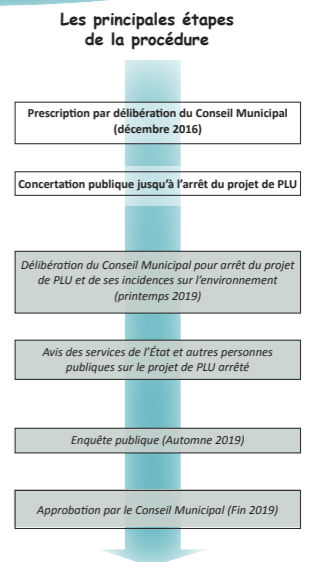 Les principales étapes
de la procédure
Prescription par délibération du Conseil Municipal
(décembre 2016)
Concertation publique jusqu'à l'arrêt du projet de PLU
Délibération du Conseil Municipal pour arrêt du projet
de PLU et de ses incidences sur l'environnement
(printemps 2019)
Avis des services de l'État et autres personnes
publiques sur le projet de PLU arrêté
Enquête publique (Automne 2019)
Approbation par le Conseil Municipal (Fin 2019)